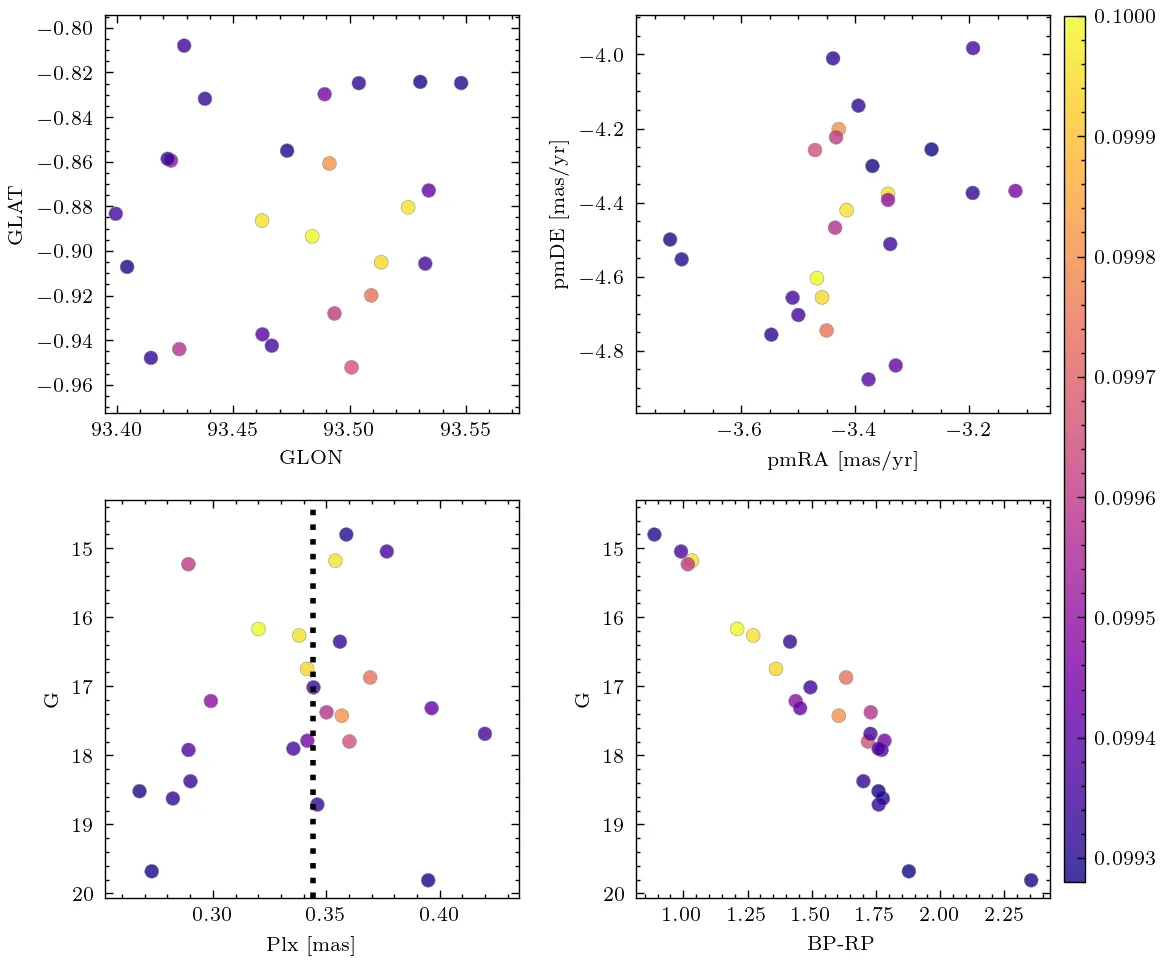 −0.80
−0.82
−0.84
−0.86
−0.88
−0.90
−0.92
−0.94
−0.96
GLAT
93.40 93.45 93.50 93.55
GLON
−4.0
−4.2
−4.4
−4.6
−4.8
pmDE [mas/yr]
−3.6 −3.4 −3.2
pmRA [mas/yr]
15
16
17
18
19
20
G
0.30 0.35 0.40
Plx [mas]
15
16
17
18
19
20
G
1.00 1.25 1.50 1.75 2.00 2.25
BP-RP
0.1000
0.0999
0.0998
0.0997
0.0996
0.0995
0.0994
0.0993